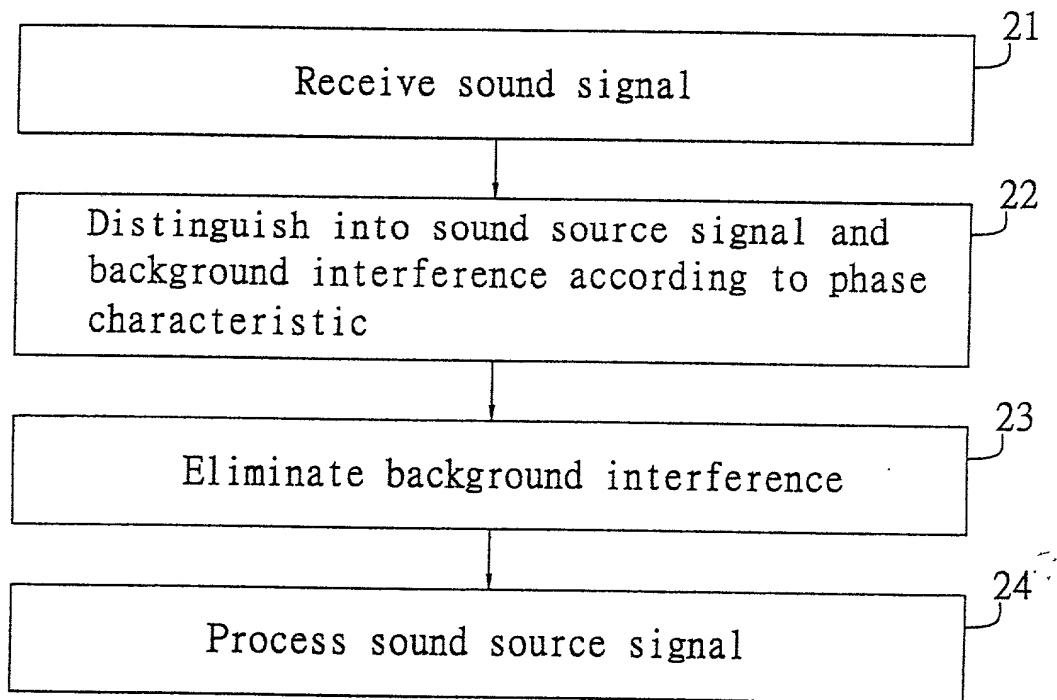 21
Receive sound signal
22
Distinguish into sound source signal and
background interference according to phase
characteristic
23
Eliminate background interference
24
Process sound source signal